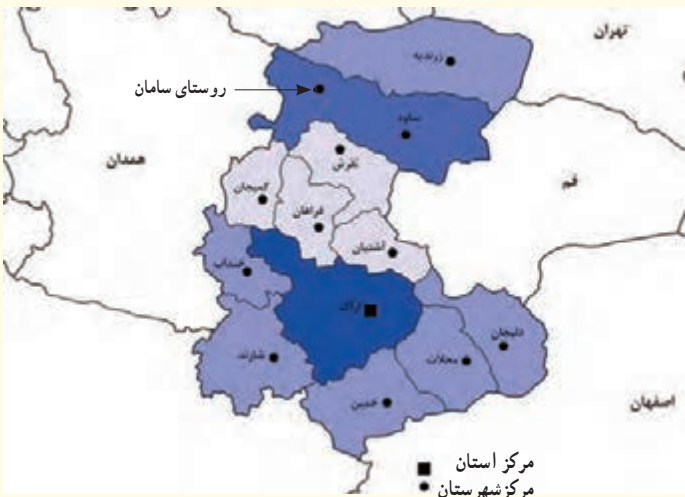 تهران
زرندیه
روستای سامان
ساوه
همدان
تفرش
قم
کمیجان
فراهان
آشتیان
خنداب
اراک
دلیجان
شازند
محلات
خمین
اصفهان
مرکز استان
مرکز شهرستان